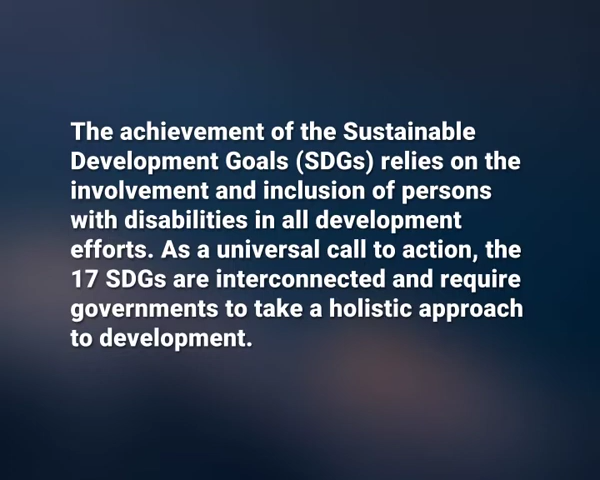 The achievement of the Sustainable
Development Goals (SDGs) relies on the
involvement and inclusion of persons
with disabilities in all development
efforts. As a universal call to action, the
17 SDGs are interconnected and require
governments to take a holistic approach
to development.